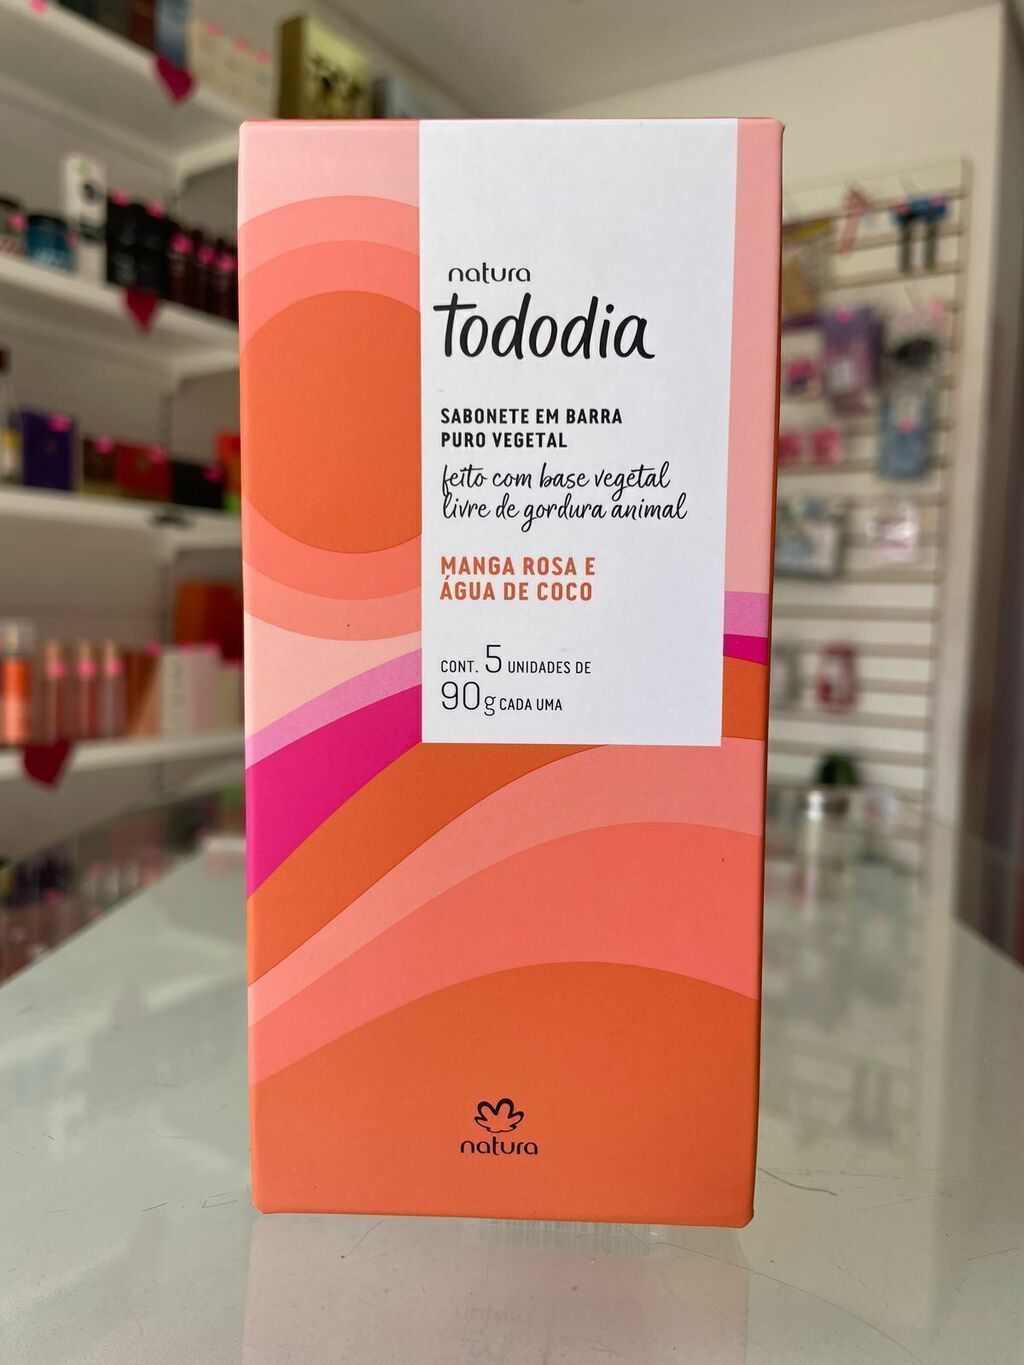 natura
Tododia
SABONETE EM BARRA
PURO VEGETAL
feito com base vegetal
livre de gordura animal
MANGA ROSA E
ÁGUA DE COCO
CONT. 5 UNIDADES DE
90g CADA UMA
natura